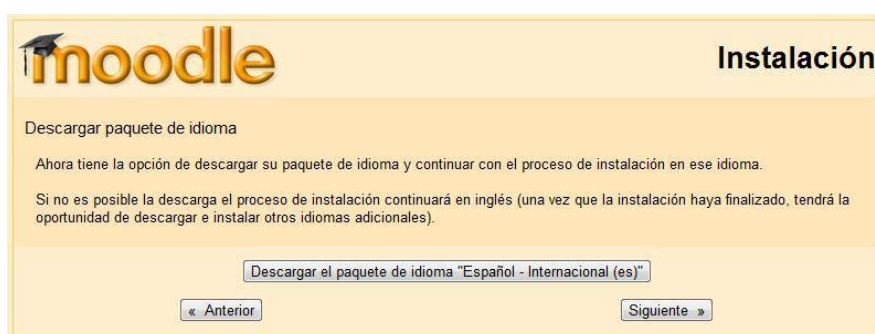 moodle
Instalación
Descargar paquete de idioma
Ahora tiene la opción de descargar su paquete de idioma y continuar con el proceso de instalación en ese idioma.
Si no es posible la descarga el proceso de instalación continuará en inglés (una vez que la instalación haya finalizado, tendrá la
oportunidad de descargar e instalar otros idiomas adicionales).
Descargar el paquete de idioma "Español - Internacional (es)"
« Anterior
Siguiente »